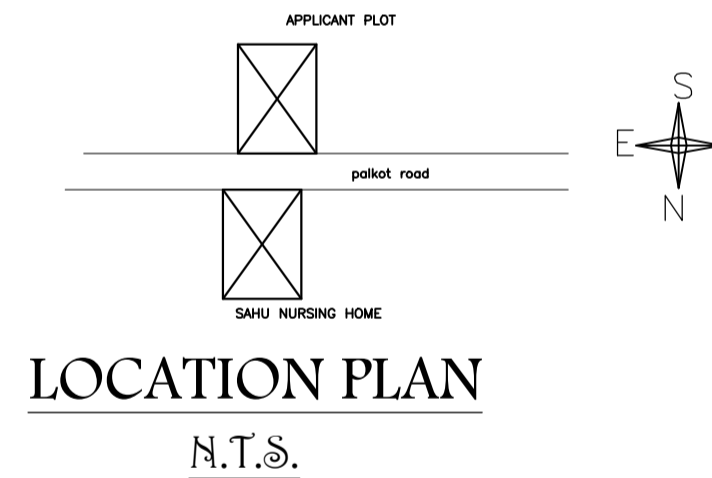 APPLICANT PLOT
S
E
palkot road
N
SAHU NURSING HOME
LOCATION PLAN
N.T.S.